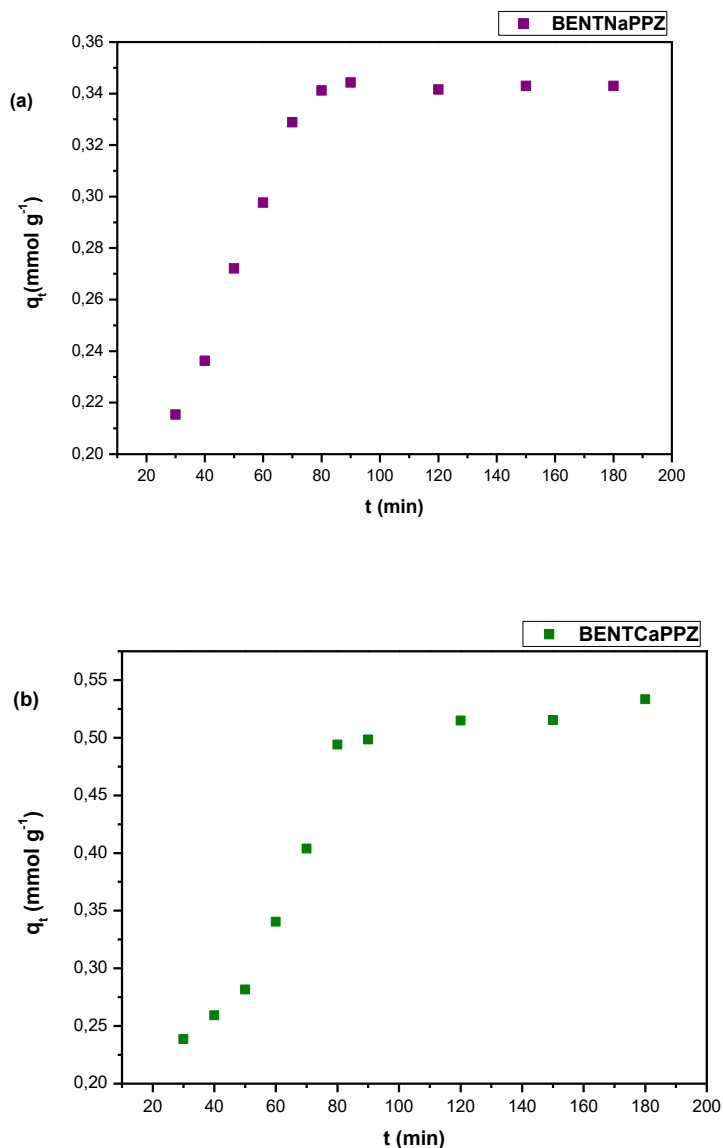 BENTNaPPZ
(a)
0,36
0,34
0,32
0,30
0,28
0,26
0,24
0,22
0,20
qt(mmol g-1)
20 40 60 80 100 120 140 160 180 200
t (min)
BENTCaPPZ
(b)
0,55
0,50
0,45
0,40
0,35
0,30
0,25
0,20
qt (mmol g-1)
20 40 60 80 100 120 140 160 180 200
t (min)